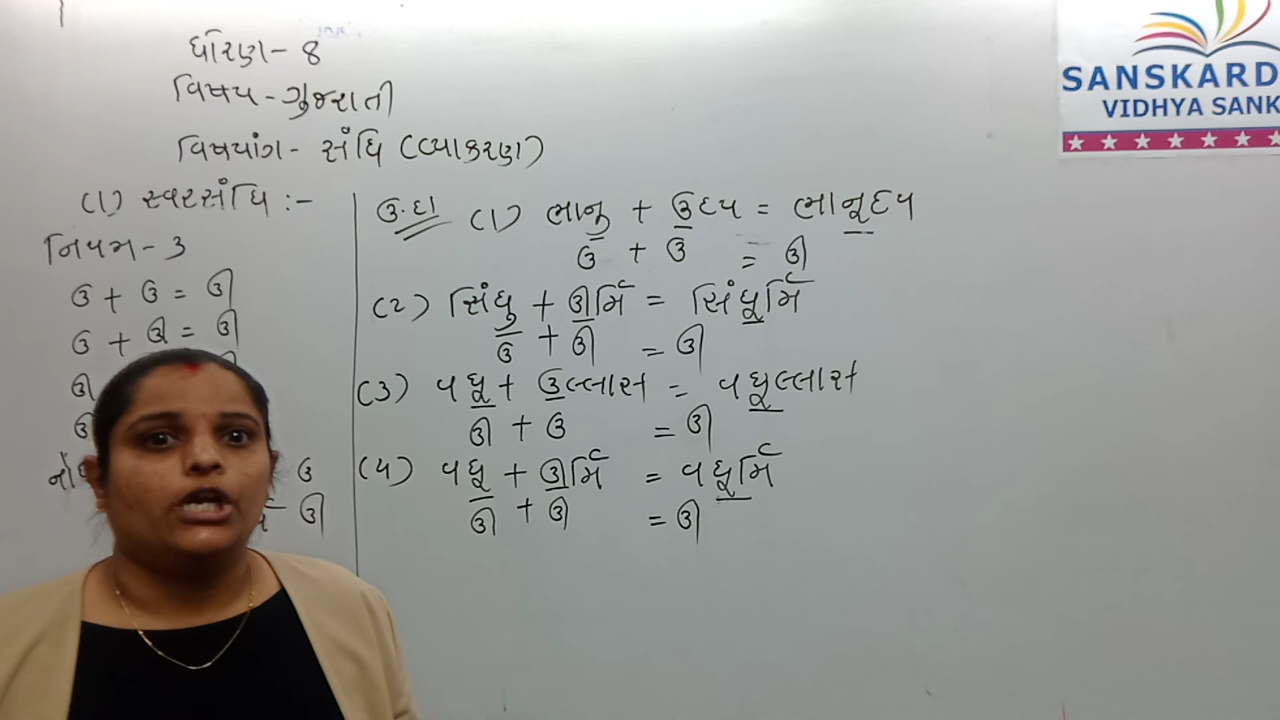 ધોરણ - 8
વિષય - ગુજરાતી
વિષયાંગ - સંધિ (વ્યાકરણ)
SANSKARD
VIDHYA SANK
(1) સ્વરસંધિ :-
નિયમ - 3
ઉ + ઉ = ઊ
ઉ + ઊ = ઊ
ઊ
ઊ
ઉ
ઊ
ઉ.દા (1) ભાનુ + ઉદય = ભાનૂદય
ઉ + ઉ = ઊ
(2) સિંધુ + ઊર્મિ = સિંધૂર્મિ
ઉ + ઊ = ઊ
(3) વધૂ + ઉલ્લાસ = વધૂલ્લાસ
ઊ + ઉ = ઊ
(4) વધૂ + ઊર્મિ = વધૂર્મિ
ઊ + ઊ = ઊ